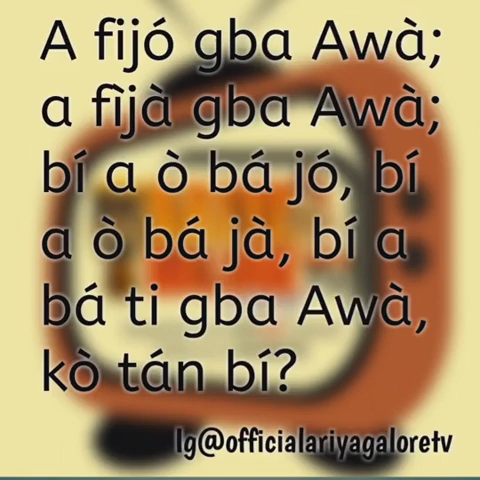 A fijó gba Awà;
a fìjà gba Awà;
bí a ò bá jó, bí
a ò bá jà, bí a
bá ti gba Awà,
kò tán bí?
Ig@officialariyagaloretv